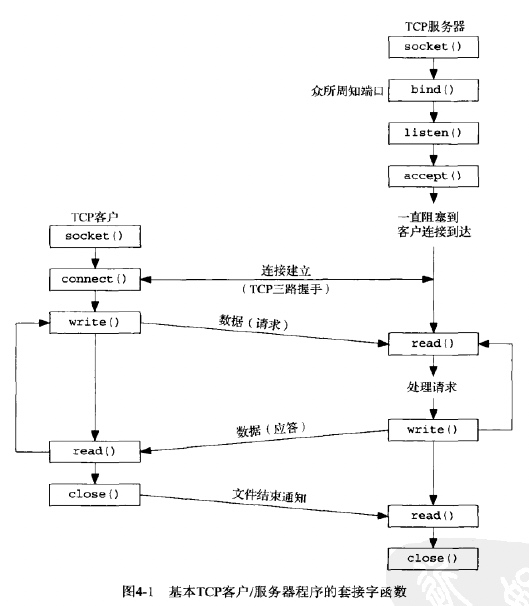 TCP服务器
socket()
众所周知端口
bind()
listen()
accept()
一直阻塞到
客户连接到达
TCP客户
socket()
connect()
连接建立
(TCP三路握手)
write()
数据(请求)
read()
处理请求
write()
数据(应答)
read()
close()
文件结束通知
read()
close()
图4-1 基本TCP客户/服务器程序的套接字函数